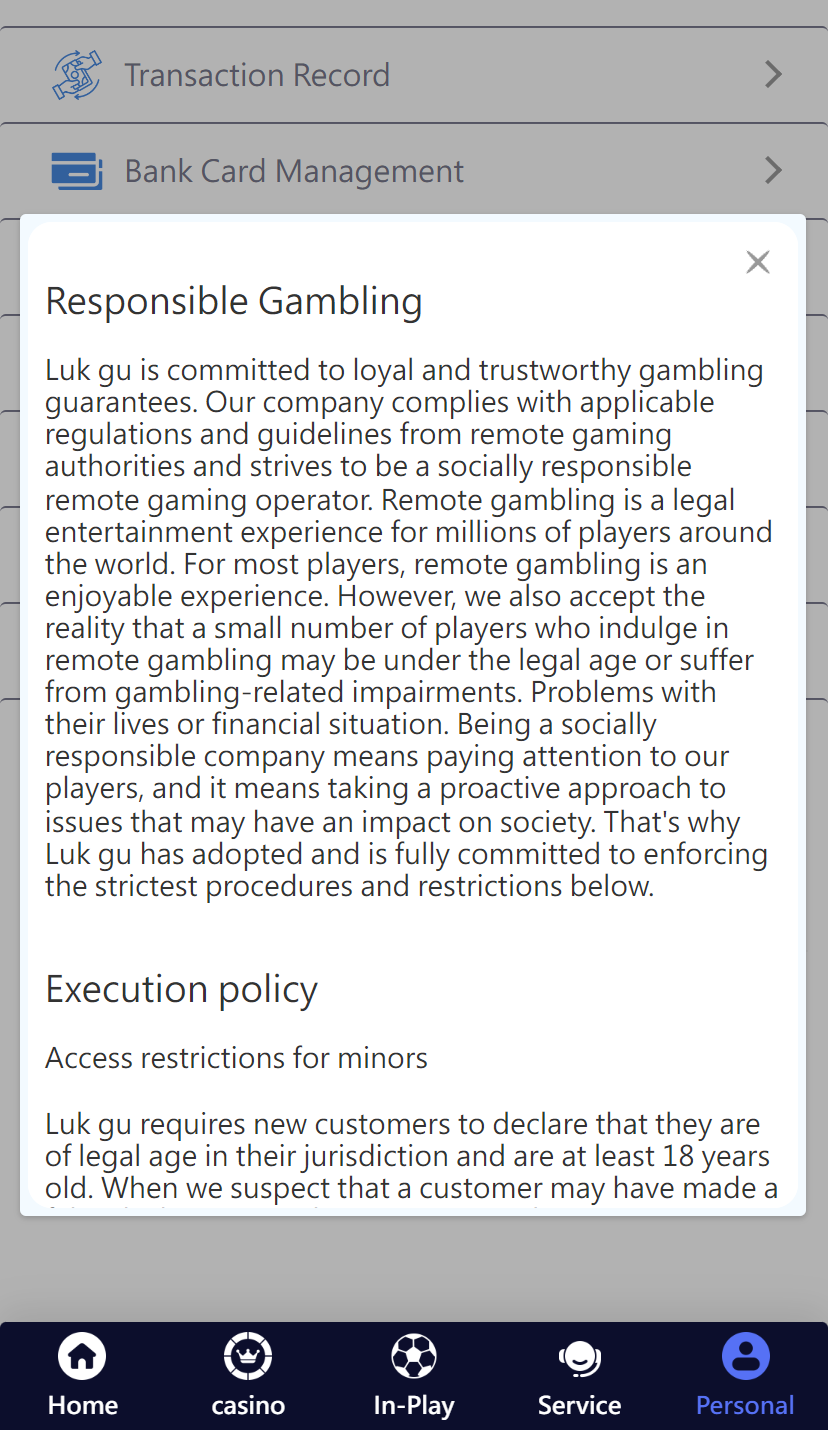 Transaction Record
Bank Card Management
Responsible Gambling
Luk gu is committed to loyal and trustworthy gambling
guarantees. Our company complies with applicable
regulations and guidelines from remote gaming
authorities and strives to be a socially responsible
remote gaming operator. Remote gambling is a legal
entertainment experience for millions of players around
the world. For most players, remote gambling is an
enjoyable experience. However, we also accept the
reality that a small number of players who indulge in
remote gambling may be under the legal age or suffer
from gambling-related impairments. Problems with
their lives or financial situation. Being a socially
responsible company means paying attention to our
players, and it means taking a proactive approach to
issues that may have an impact on society. That's why
Luk gu has adopted and is fully committed to enforcing
the strictest procedures and restrictions below.
Execution policy
Access restrictions for minors
Luk gu requires new customers to declare that they are
of legal age in their jurisdiction and are at least 18 years
old. When we suspect that a customer may have made a
Home
casino
In-Play
Service
Personal